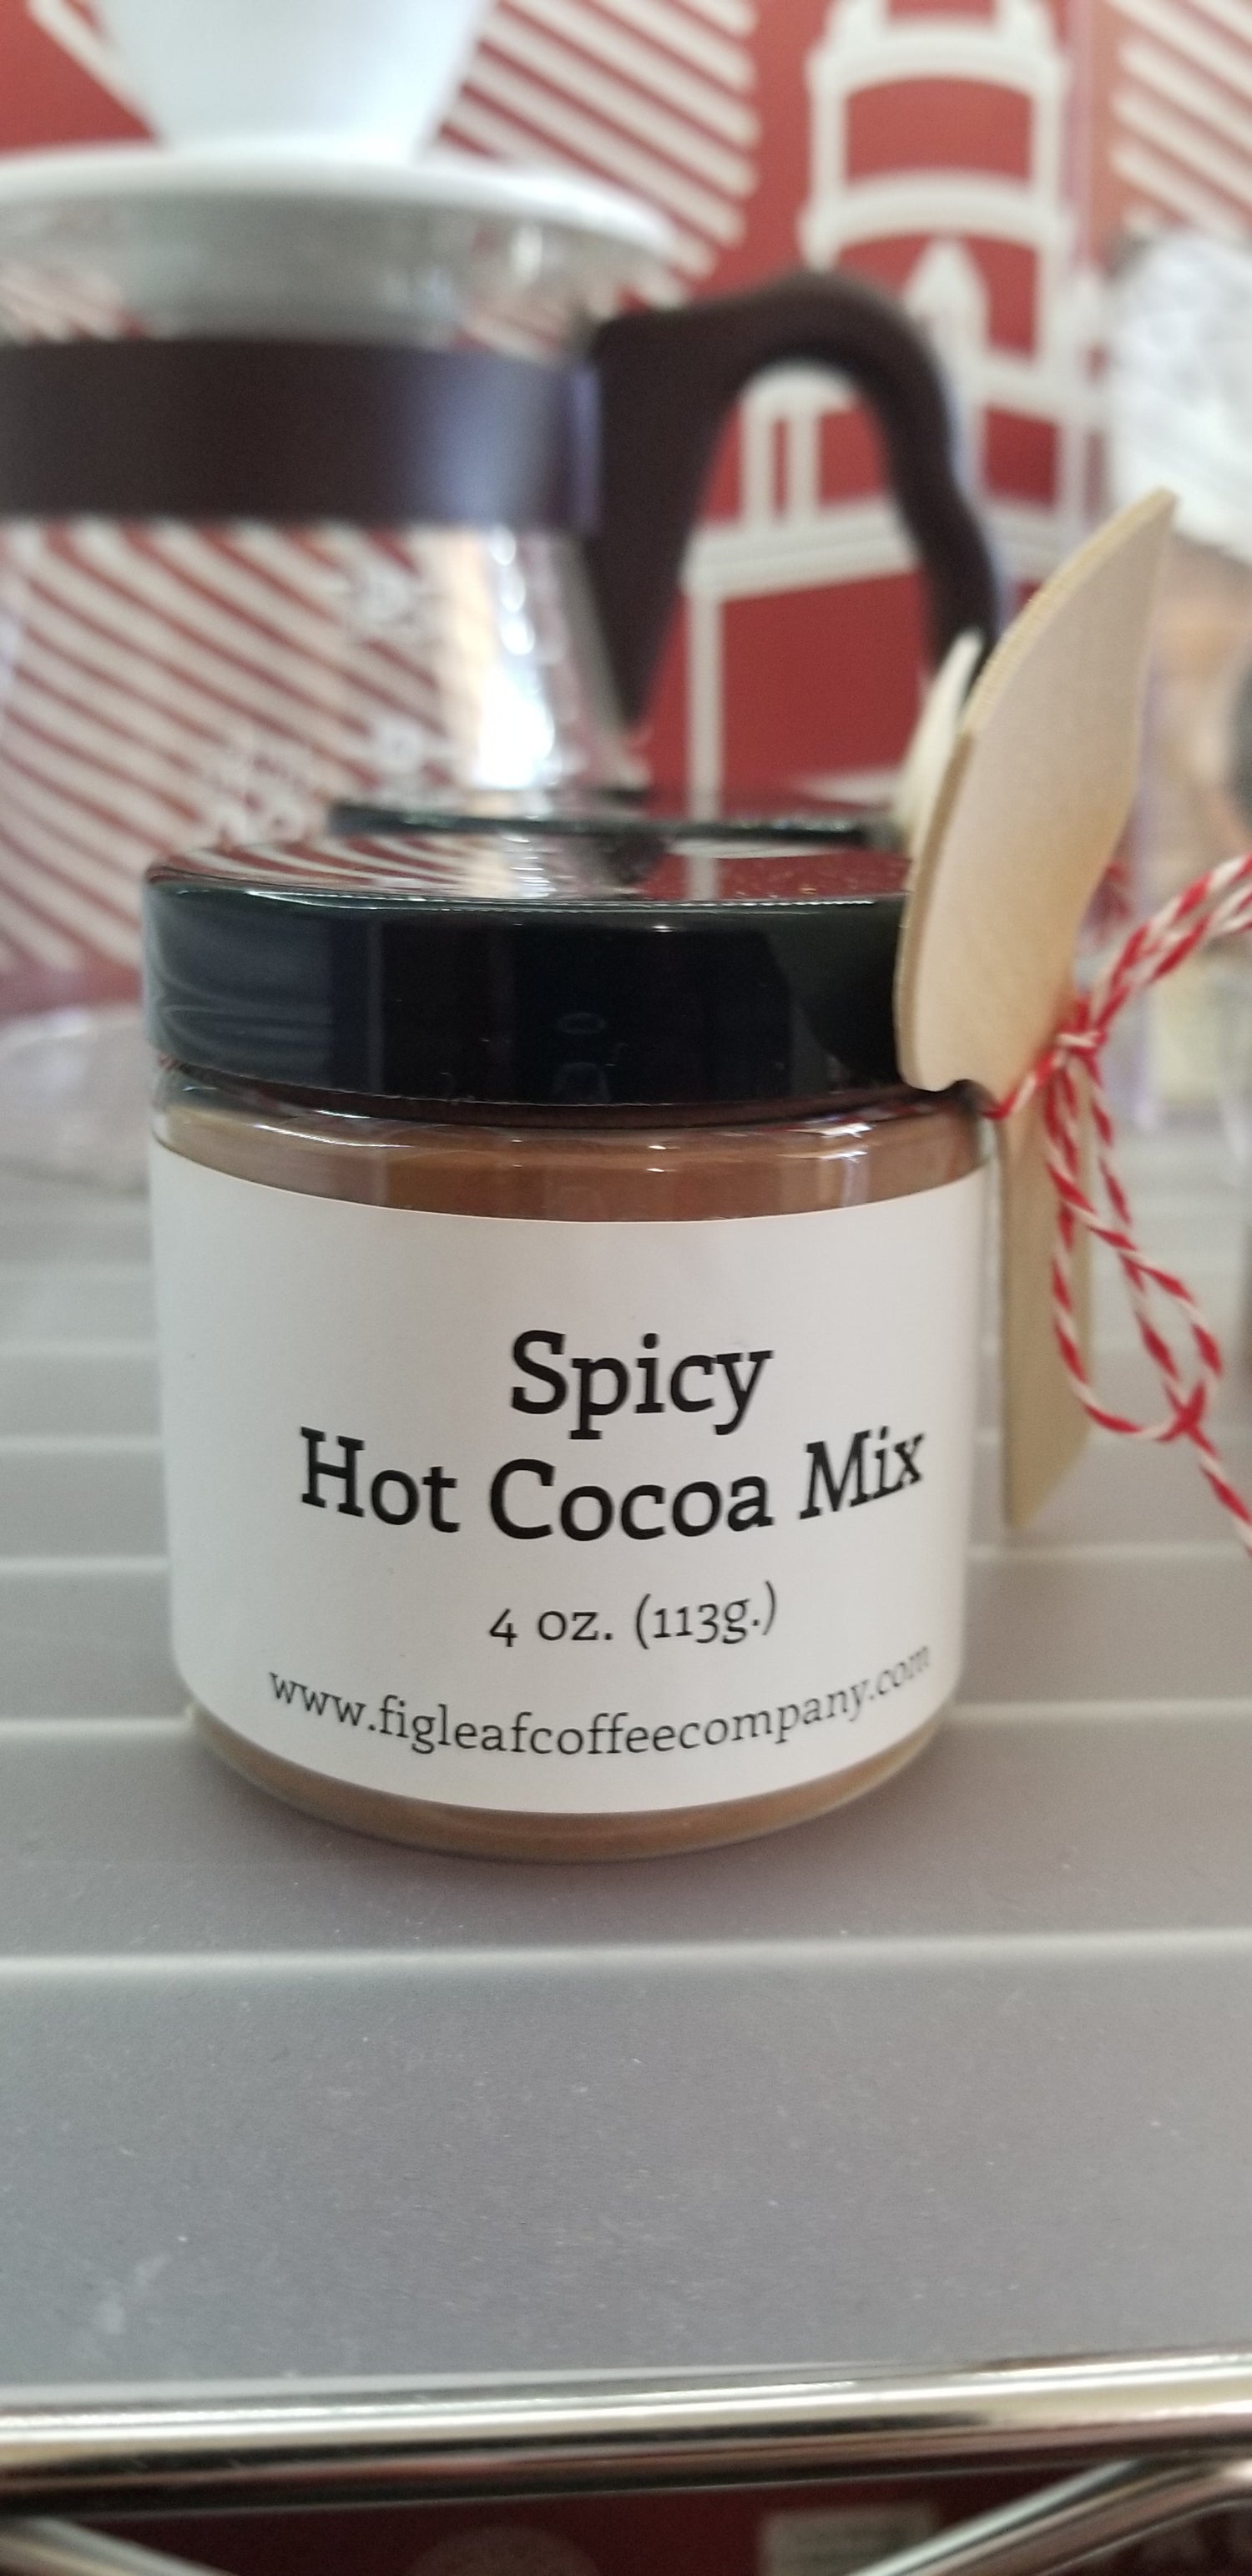 Spicy
Hot Cocoa Mix
4 oz. (113g.)
www.figleafcoffeecompany.com